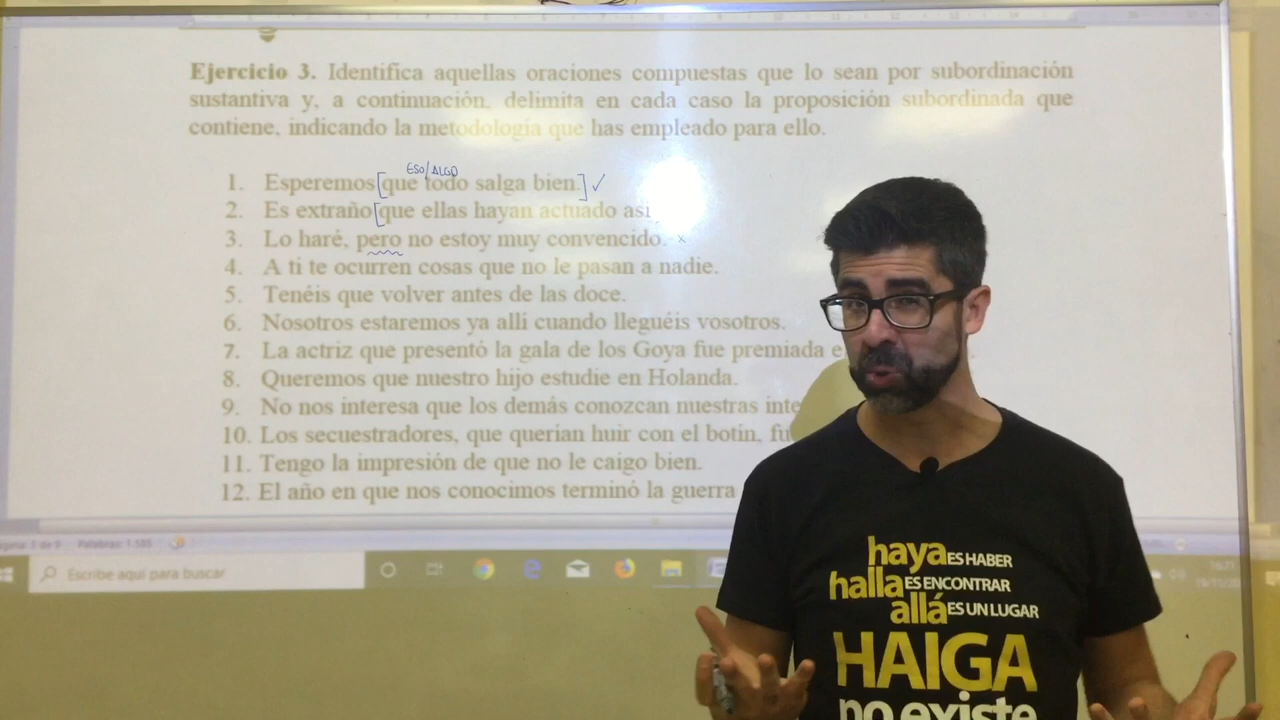 Ejercicio 3. Identifica aquellas oraciones compuestas que lo sean por subordinación
sustantiva y, a continuación, delimita en cada caso la proposición subordinada que
contiene, indicando la metodología que has empleado para ello.
ESO/ALGO
1. Esperemos [que todo salga bien.] ✓
2. Es extraño [que ellas hayan actuado así
3. Lo haré, pero no estoy muy convencido. x
4. A ti te ocurren cosas que no le pasan a nadie.
5. Tenéis que volver antes de las doce.
6. Nosotros estaremos ya allí cuando lleguéis vosotros.
7. La actriz que presentó la gala de los Goya fue premiada
8. Queremos que nuestro hijo estudie en Holanda.
9. No nos interesa que los demás conozcan nuestras
10. Los secuestradores, que querían huir con el botín,
11. Tengo la impresión de que no le caigo bien.
12. El año en que nos conocimos terminó la guerra
Página: 3 de 9 Palabras: 1.585
Escribe aquí para buscar
haya ES HABER
halla ES ENCONTRAR
allá ES UN LUGAR
HAIGA
no existe